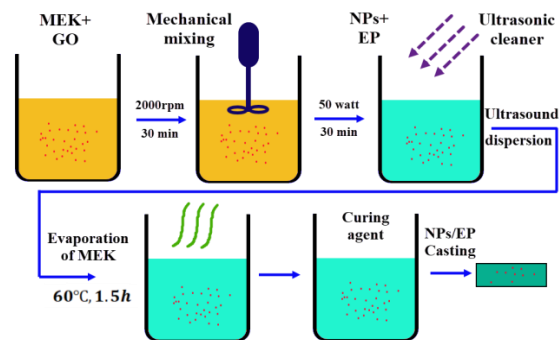 MEK+
GO
Mechanical
mixing
NPs+
EP
Ultrasonic
cleaner
2000rpm
30 min
50 watt
30 min
Ultrasound
dispersion
Evaporation
of MEK
60°C, 1.5h
Curing
agent
NPs/EP
Casting